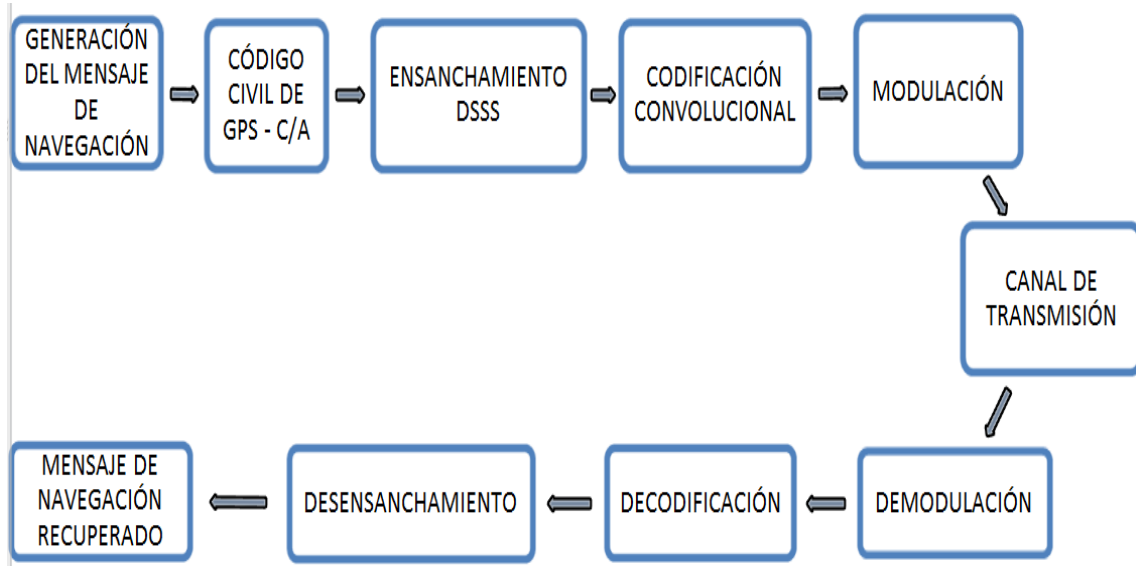 GENERACIÓN
DEL MENSAJE
DE
NAVEGACIÓN
CÓDIGO
CIVIL DE
GPS - C/A
ENSANCHAMIENTO
DSSS
CODIFICACIÓN
CONVOLUCIONAL
MODULACIÓN
CANAL DE
TRANSMISIÓN
DEMODULACIÓN
DECODIFICACIÓN
DESENSANCHAMIENTO
MENSAJE DE
NAVEGACIÓN
RECUPERADO